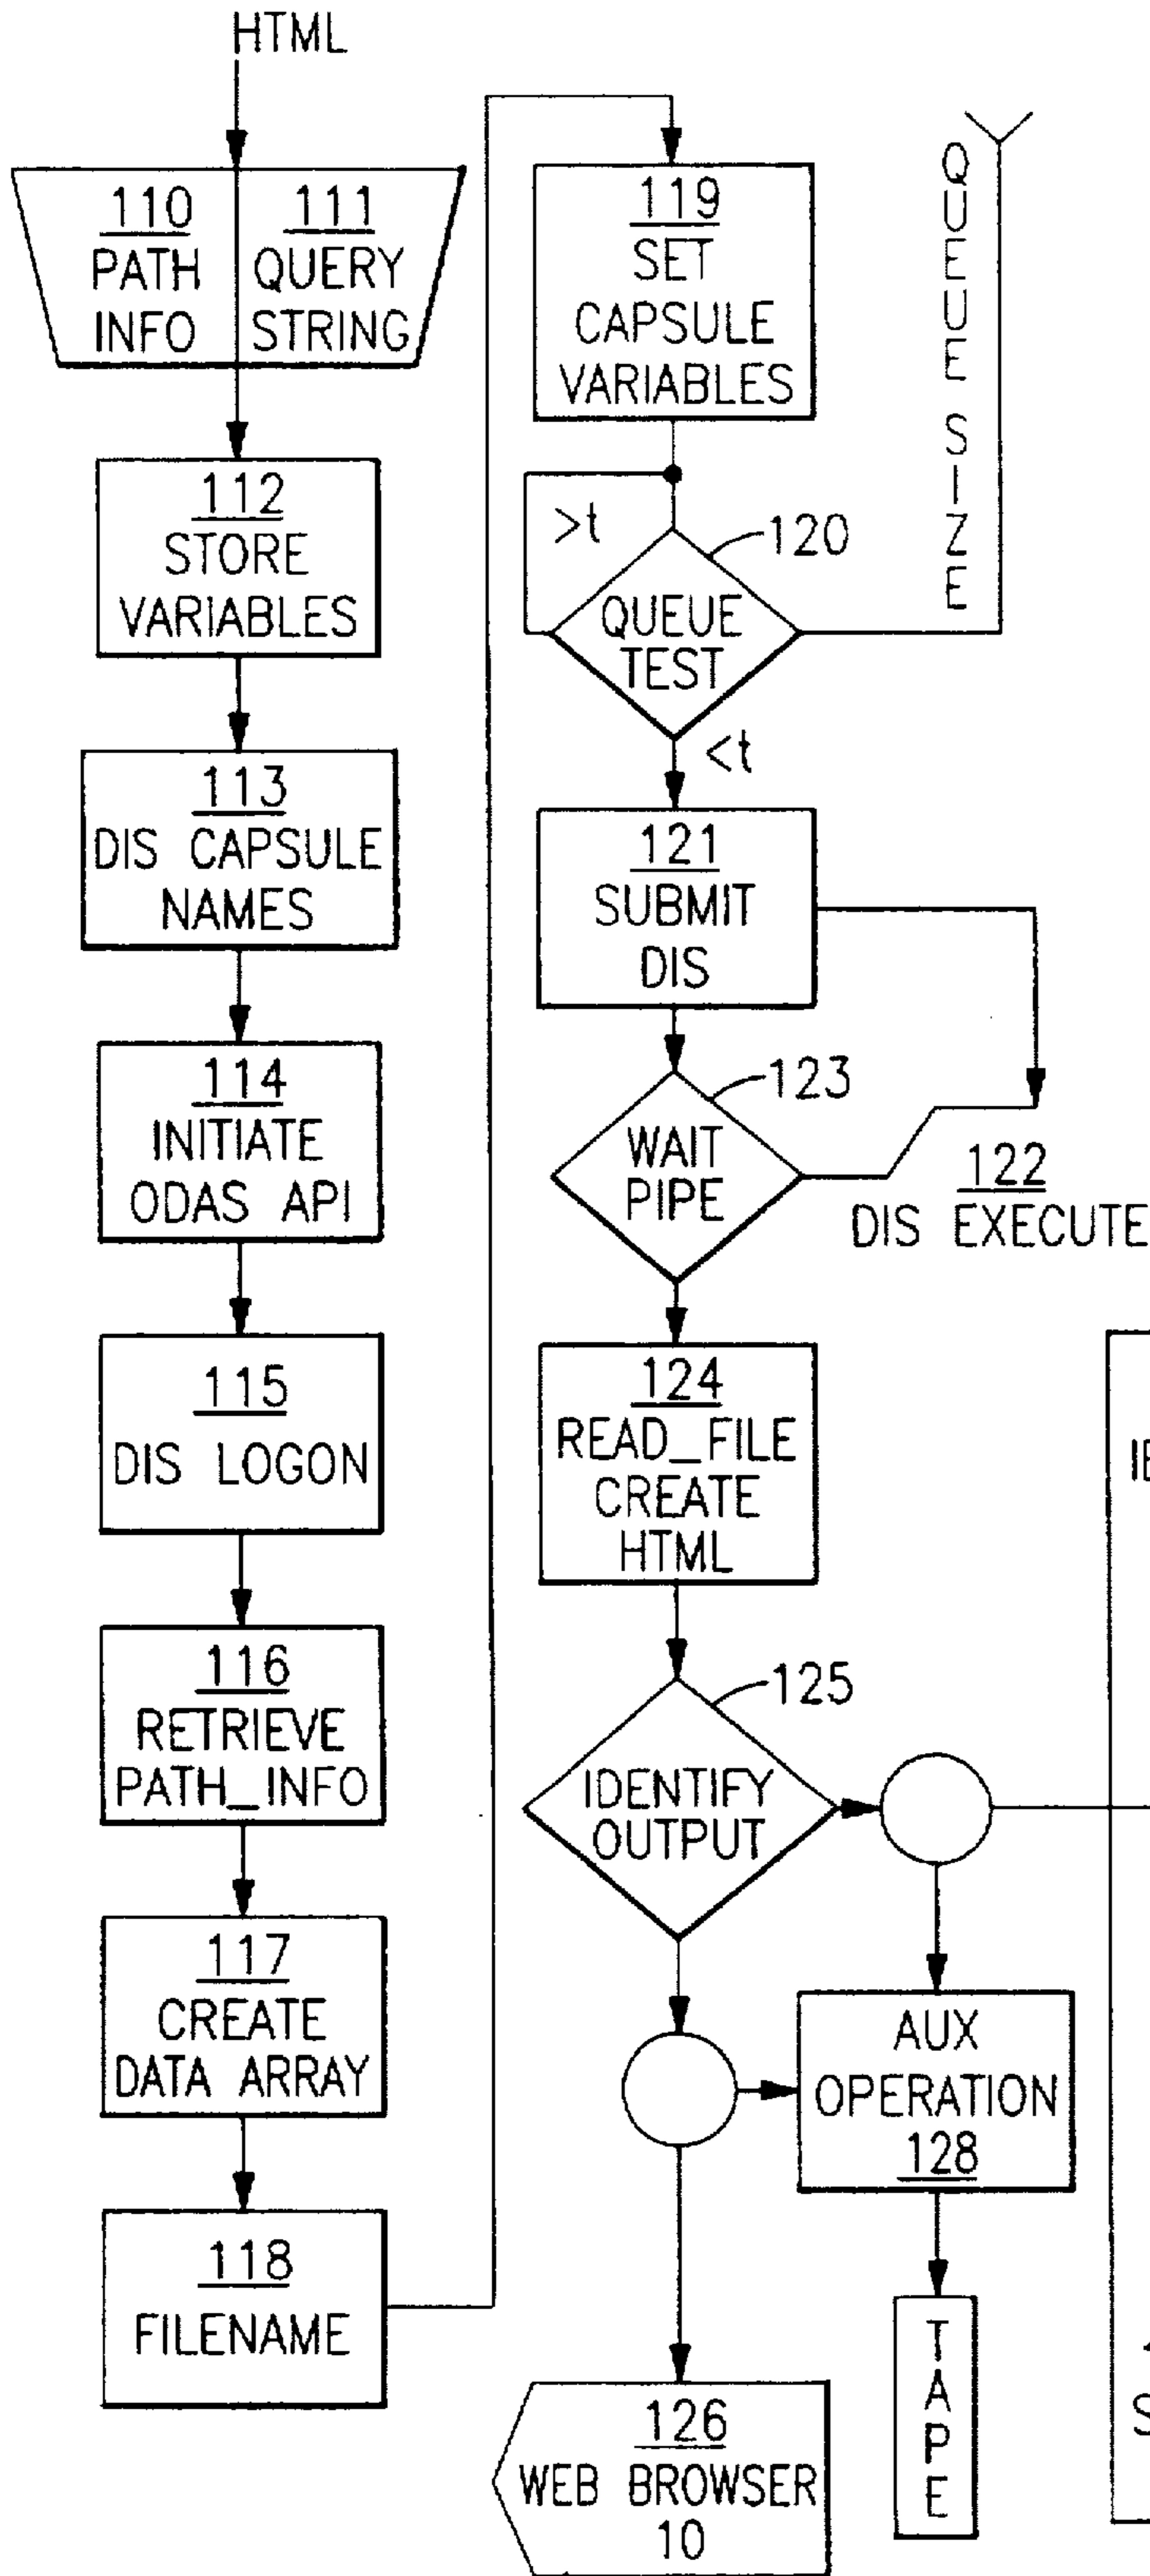 HTML
110
PATH
INFO
111
QUERY
STRING
112
STORE
VARIABLES
113
DIS CAPSULE
NAMES
114
INITIATE
ODAS API
115
DIS LOGON
116
RETRIEVE
PATH_INFO
117
CREATE
DATA ARRAY
118
FILENAME
119
SET
CAPSULE
VARIABLES
>t
120
QUEUE
TEST
QUEUE SIZE
<t
121
SUBMIT
DIS
123
WAIT
PIPE
122
DIS EXECUTE
124
READ_FILE
CREATE
HTML
125
IDENTIFY
OUTPUT
AUX
OPERATION
128
TAPE
126
WEB BROWSER
10